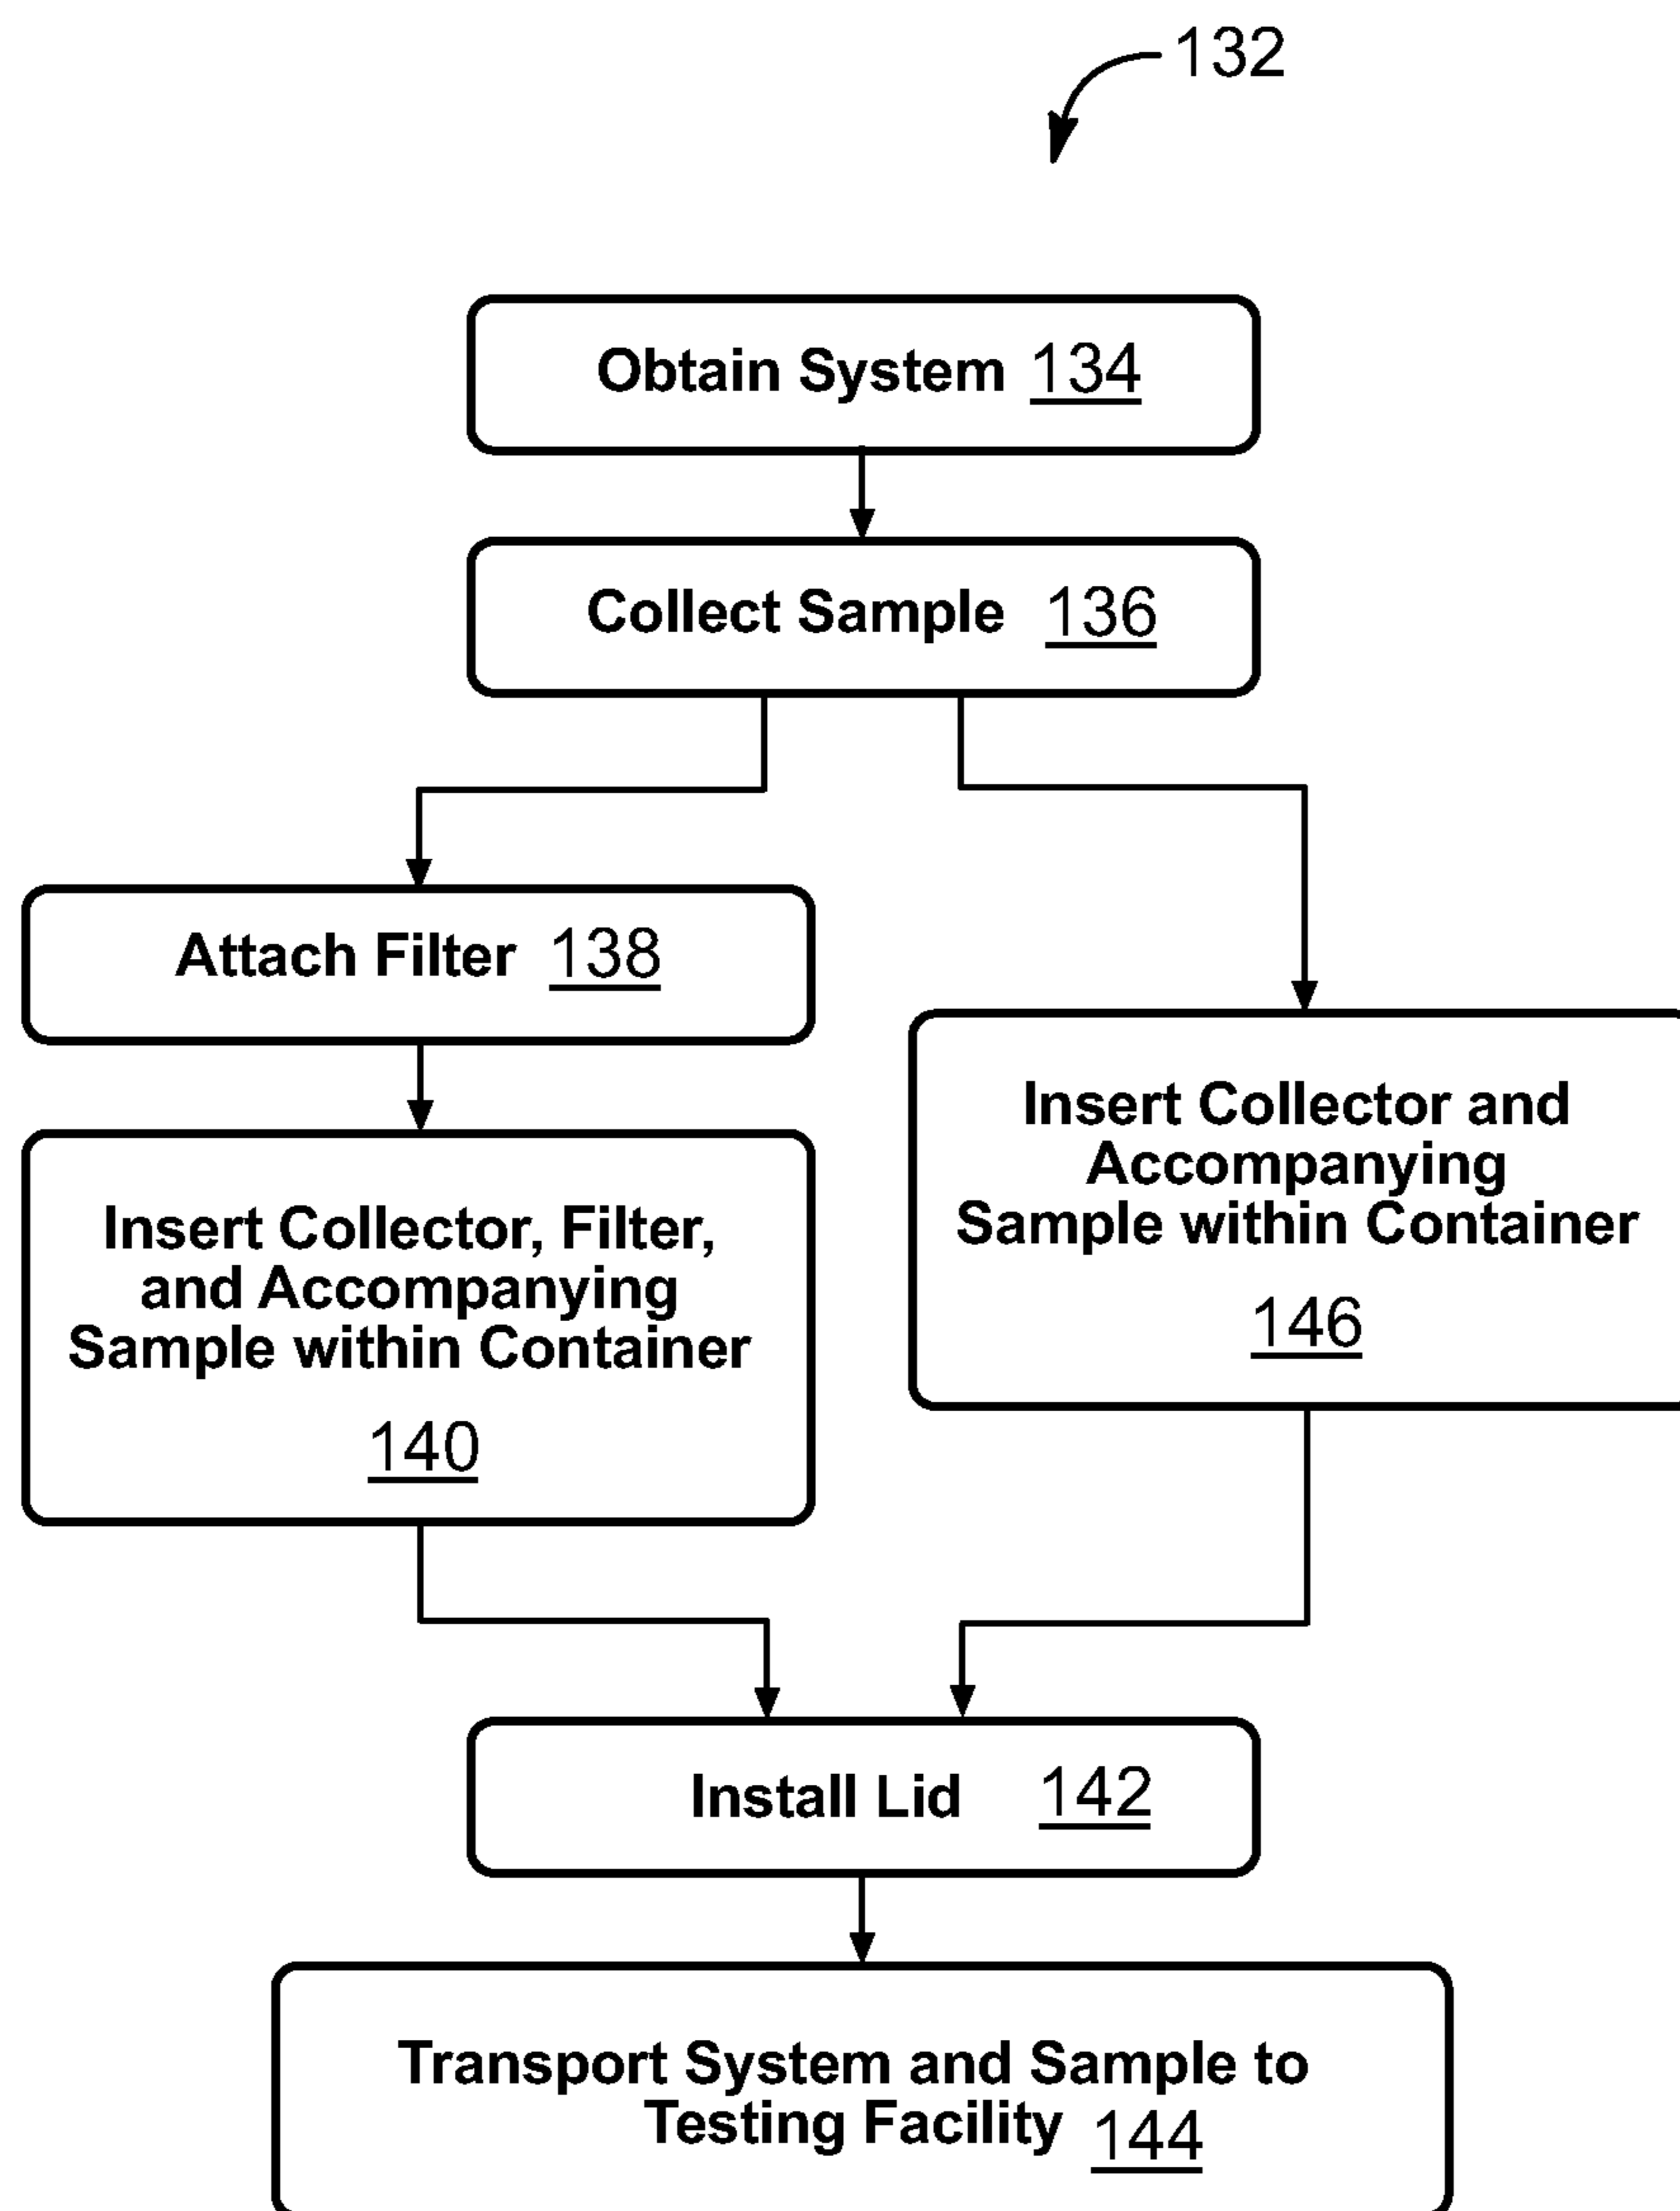 132
Obtain System 134
Collect Sample 136
Attach Filter 138
Insert Collector, Filter,
and Accompanying
Sample within Container
140
Insert Collector and
Accompanying
Sample within Container
146
Install Lid 142
Transport System and Sample to
Testing Facility 144